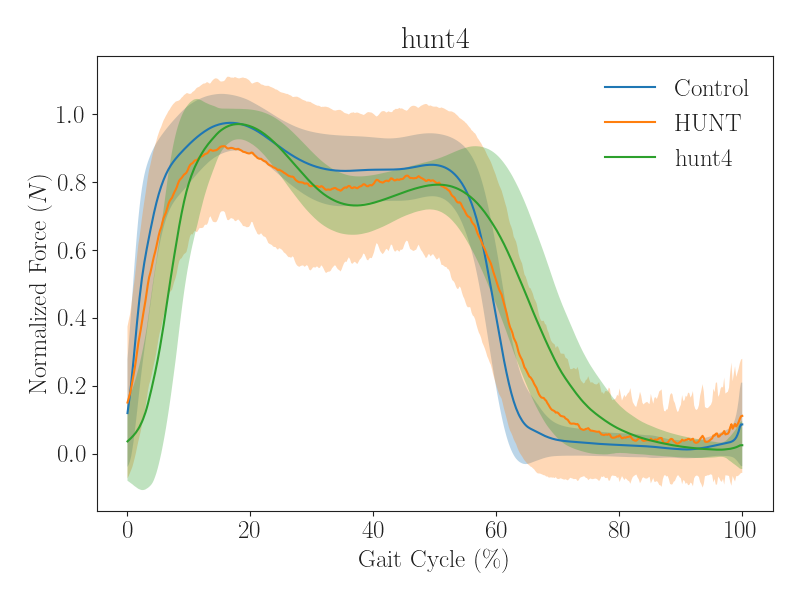 hunt4
Control
HUNT
hunt4
1.0
0.8
0.6
0.4
0.2
0.0
Normalized Force (N)
0 20 40 60 80 100
Gait Cycle (%)